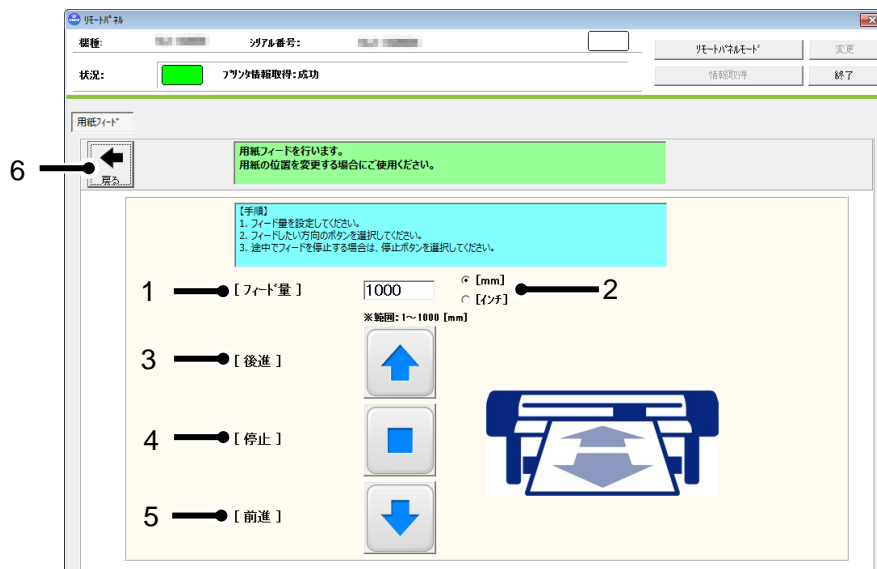 リモートパネル
機種: シリアル番号:
リモートパネルモード 変更
状況: プリンタ情報取得:成功 情報取得 終了
用紙フィード
用紙フィードを行います。
用紙の位置を変更する場合にご使用ください。
6
戻る
【手順】
1. フィード量を設定してください。
2. フィードしたい方向のボタンを選択してください。
3. 途中でフィードを停止する場合は、停止ボタンを選択してください。
1 [ フィード量 ] 1000 [mm] 2
[インチ]
※範囲:1～1000 [mm]
3 [ 後進 ]
4 [ 停止 ]
5 [ 前進 ]